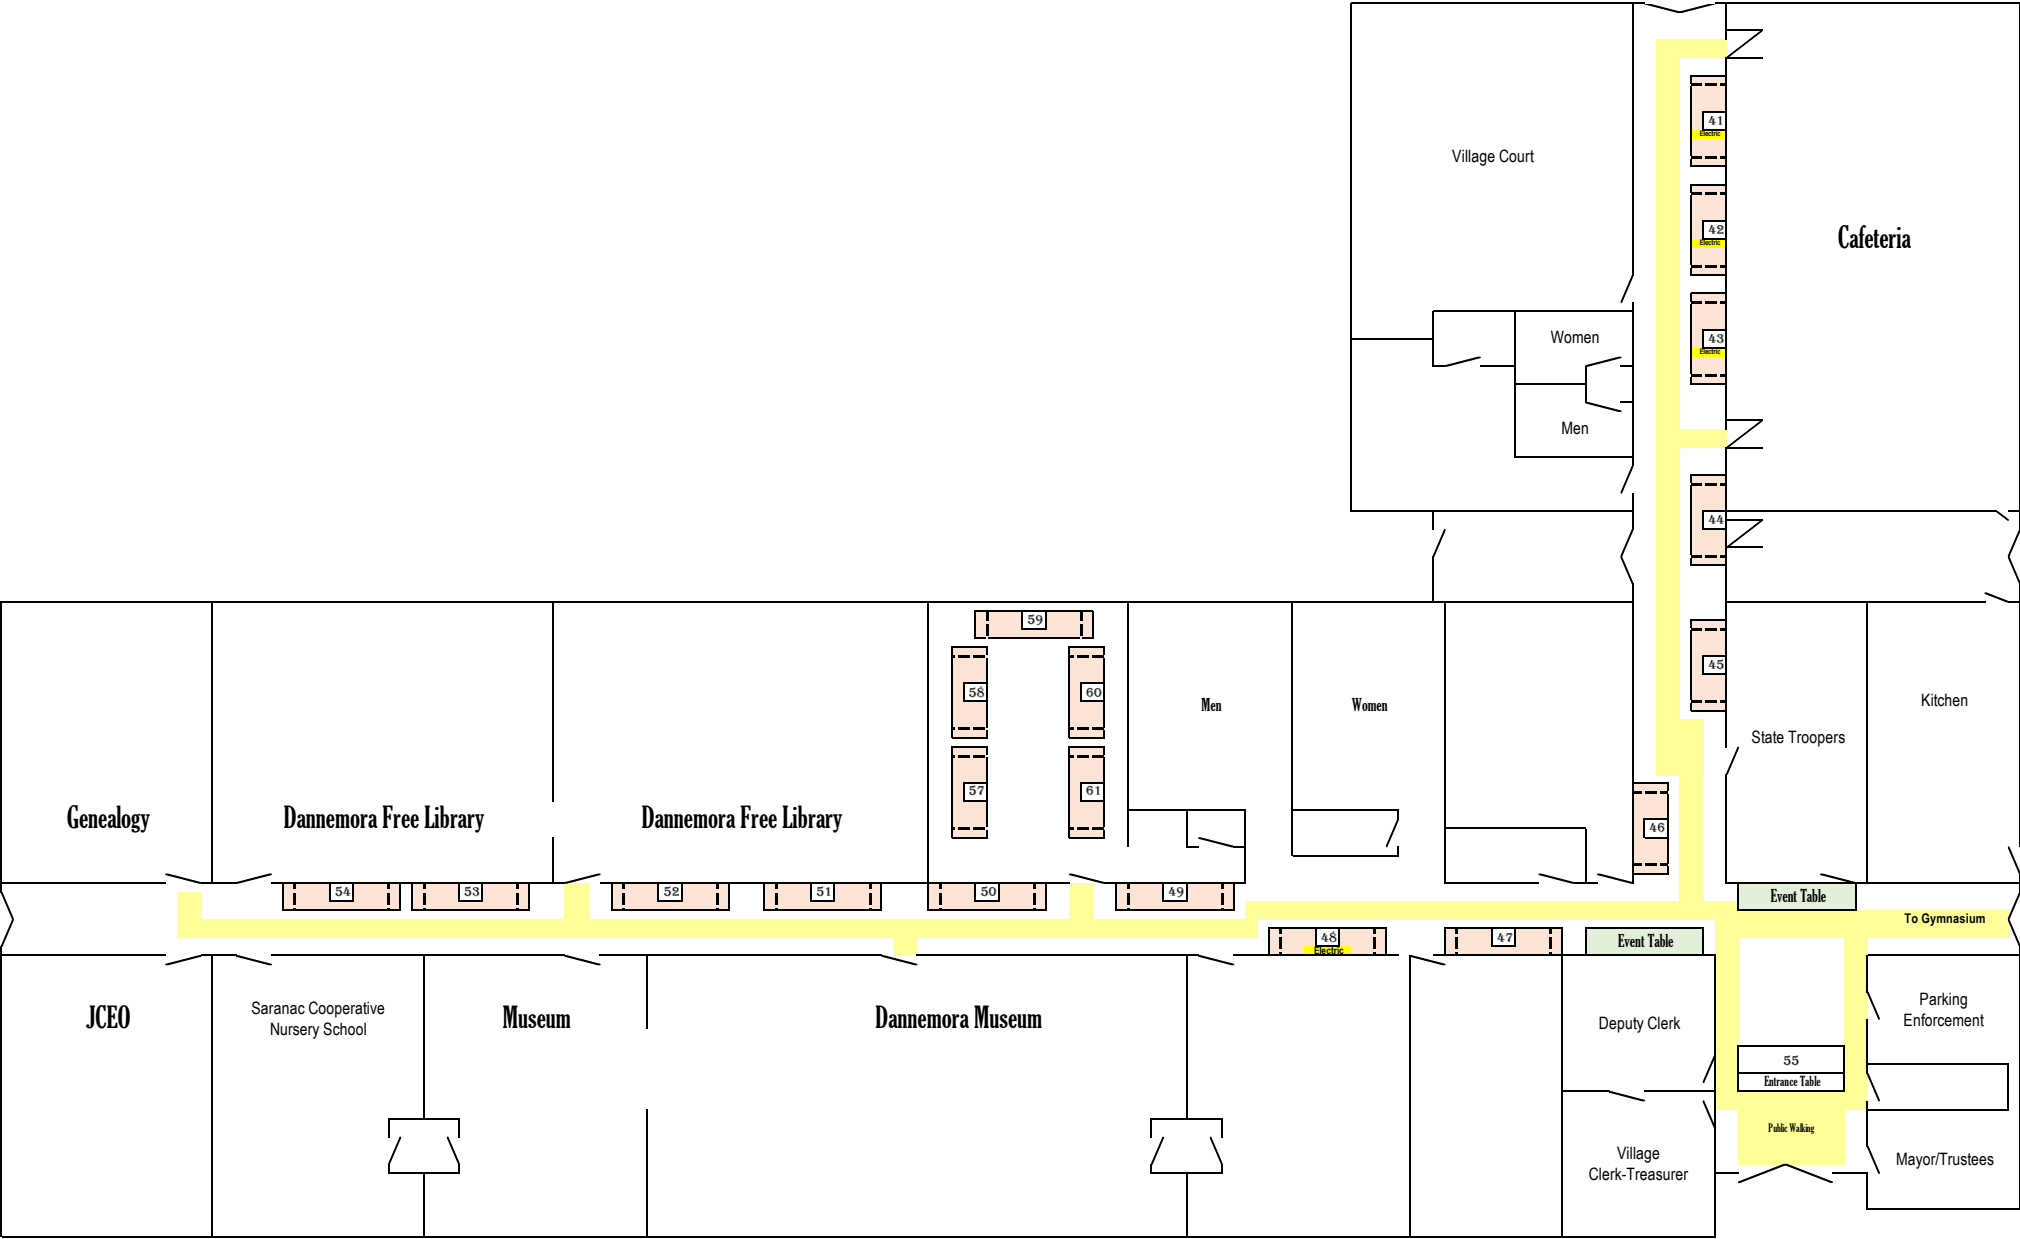 41
Electric
Village Court
42
Electric
Cafeteria
43
Electric
Women
Men
44
59
45
58
60
Men
Women
Kitchen
State Troopers
57
61
46
Genealogy
Dannemora Free Library
Dannemora Free Library
54
53
52
51
50
49
Event Table
To Gymnasium
48
Electric
47
Event Table
JCEO
Saranac Cooperative
Nursery School
Museum
Dannemora Museum
Deputy Clerk
Parking
Enforcement
55
Entrance Table
Public Walking
Village
Clerk-Treasurer
Mayor/Trustees